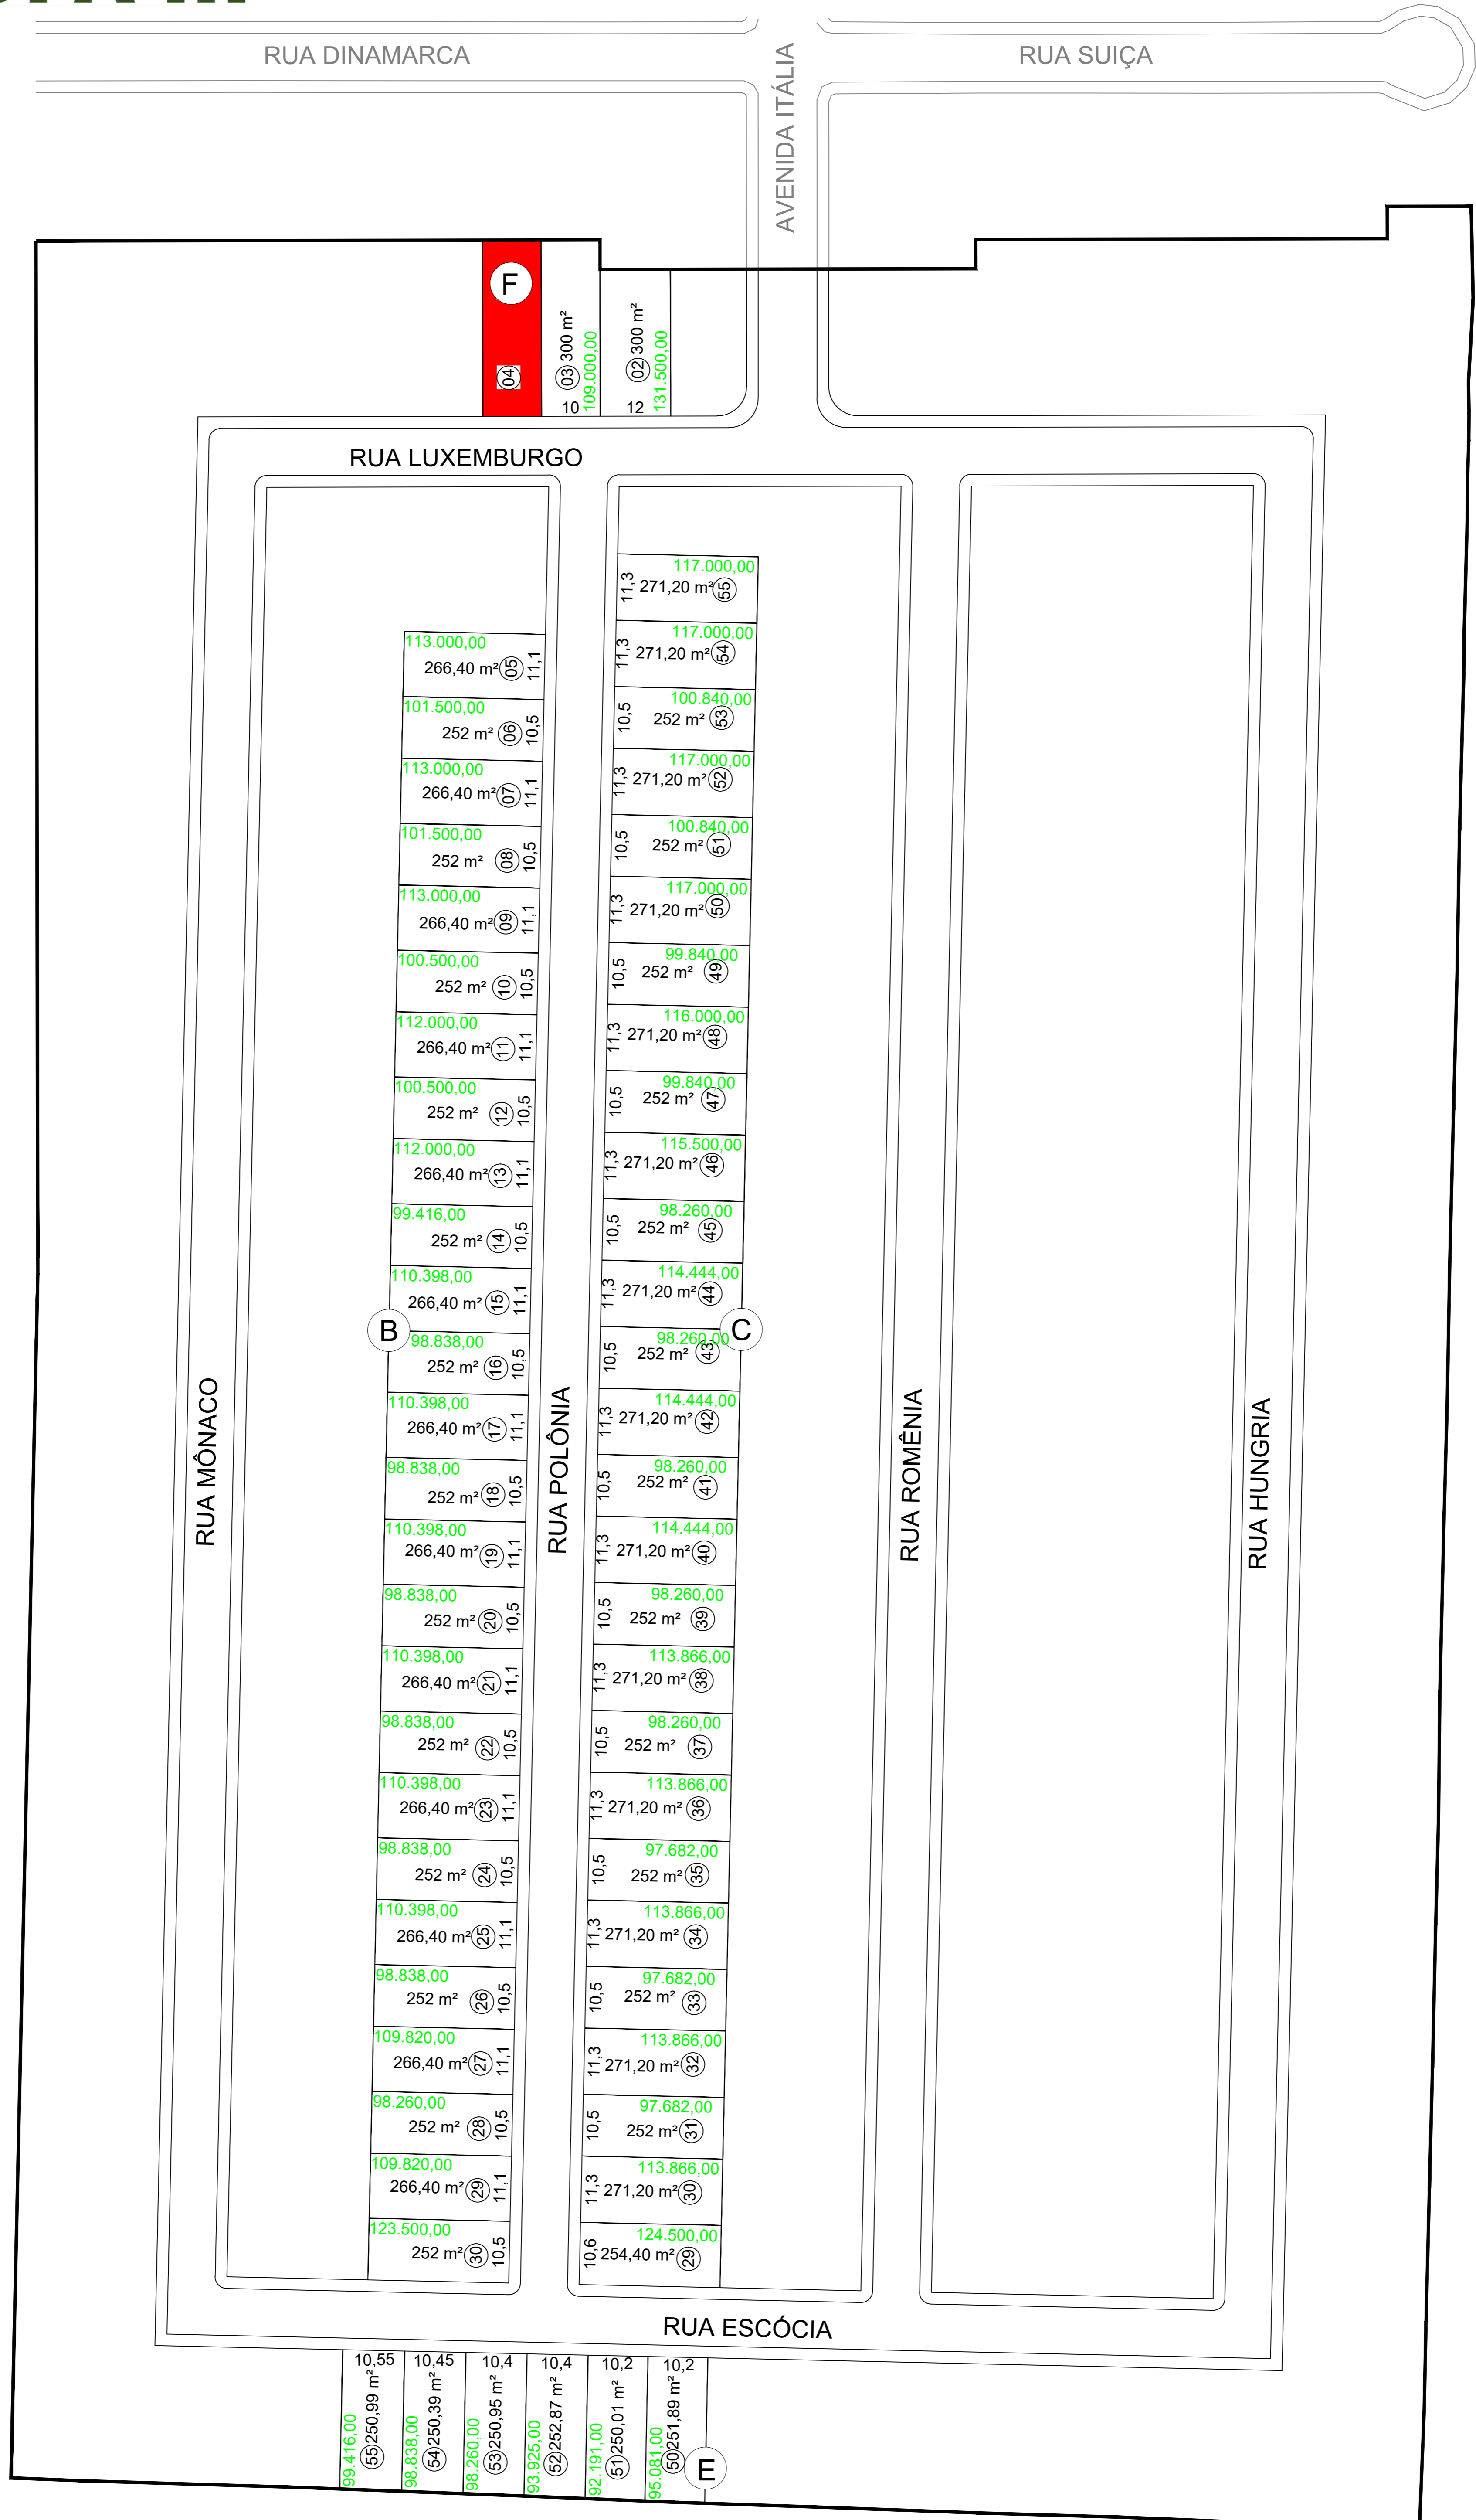 RUA DINAMARCA
AVENIDA ITÁLIA
RUA SUIÇA
F
04
03 300 m²
109.000,00
10
02 300 m²
131.500,00
12
RUA LUXEMBURGO
RUA MÔNACO
B
113.000,00
266,40 m² 05 11,1
101.500,00
252 m² 06 10,5
113.000,00
266,40 m² 07 11,1
101.500,00
252 m² 08 10,5
113.000,00
266,40 m² 09 11,1
100.500,00
252 m² 10 10,5
112.000,00
266,40 m² 11 11,1
100.500,00
252 m² 12 10,5
112.000,00
266,40 m² 13 11,1
99.416,00
252 m² 14 10,5
110.398,00
266,40 m² 15 11,1
98.838,00
252 m² 16 10,5
110.398,00
266,40 m² 17 11,1
98.838,00
252 m² 18 10,5
110.398,00
266,40 m² 19 11,1
98.838,00
252 m² 20 10,5
110.398,00
266,40 m² 21 11,1
98.838,00
252 m² 22 10,5
110.398,00
266,40 m² 23 11,1
98.838,00
252 m² 24 10,5
110.398,00
266,40 m² 25 11,1
98.838,00
252 m² 26 10,5
109.820,00
266,40 m² 27 11,1
98.260,00
252 m² 28 10,5
109.820,00
266,40 m² 29 11,1
123.500,00
252 m² 30 10,5
RUA POLÔNIA
C
117.000,00
11,3 271,20 m² 55
117.000,00
11,3 271,20 m² 54
100.840,00
10,5 252 m² 53
117.000,00
11,3 271,20 m² 52
100.840,00
10,5 252 m² 51
117.000,00
11,3 271,20 m² 50
99.840,00
10,5 252 m² 49
116.000,00
11,3 271,20 m² 48
99.840,00
10,5 252 m² 47
115.500,00
11,3 271,20 m² 46
98.260,00
10,5 252 m² 45
114.444,00
11,3 271,20 m² 44
98.260,00
10,5 252 m² 43
114.444,00
11,3 271,20 m² 42
98.260,00
10,5 252 m² 41
114.444,00
11,3 271,20 m² 40
98.260,00
10,5 252 m² 39
113.866,00
11,3 271,20 m² 38
98.260,00
10,5 252 m² 37
113.866,00
11,3 271,20 m² 36
97.682,00
10,5 252 m² 35
113.866,00
11,3 271,20 m² 34
97.682,00
10,5 252 m² 33
113.866,00
11,3 271,20 m² 32
97.682,00
10,5 252 m² 31
113.866,00
11,3 271,20 m² 30
124.500,00
10,6 254,40 m² 29
RUA ROMÊNIA
RUA HUNGRIA
RUA ESCÓCIA
10,55
99.416,00
55 250,99 m²
10,45
98.838,00
54 250,39 m²
10,4
98.260,00
53 250,95 m²
10,4
93.925,00
52 252,87 m²
10,2
92.191,00
51 250,01 m²
10,2
95.081,00
50 251,89 m²
E